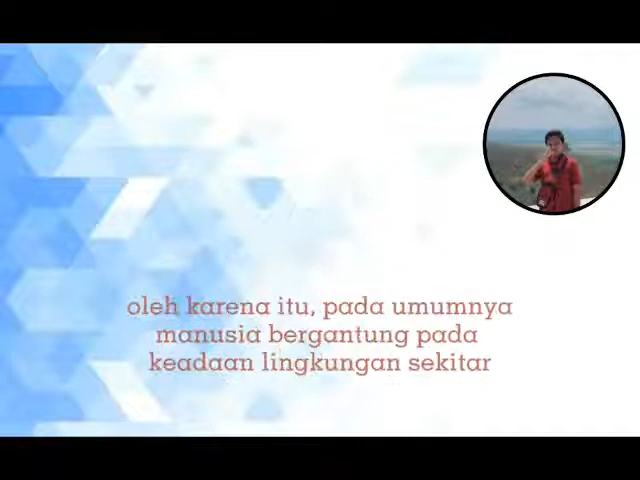 oleh karena itu, pada umumnya
manusia bergantung pada
keadaan lingkungan sekitar